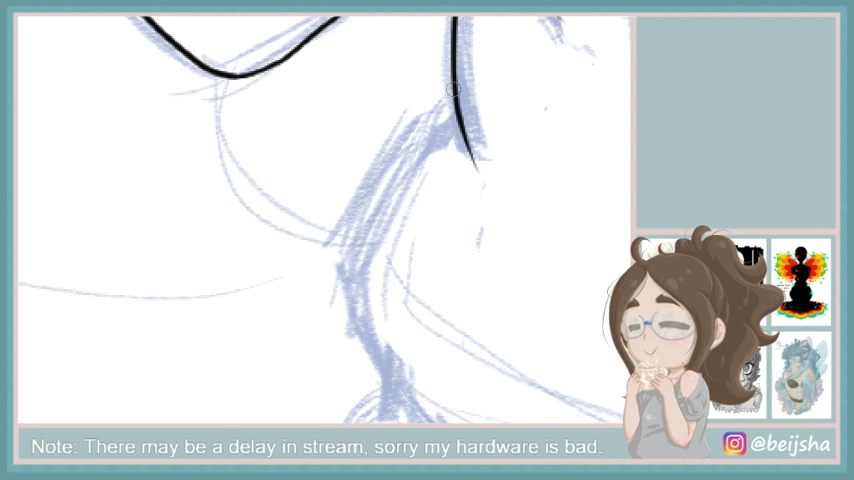 Note: There may be a delay in stream, sorry my hardware is bad.
@beijsha